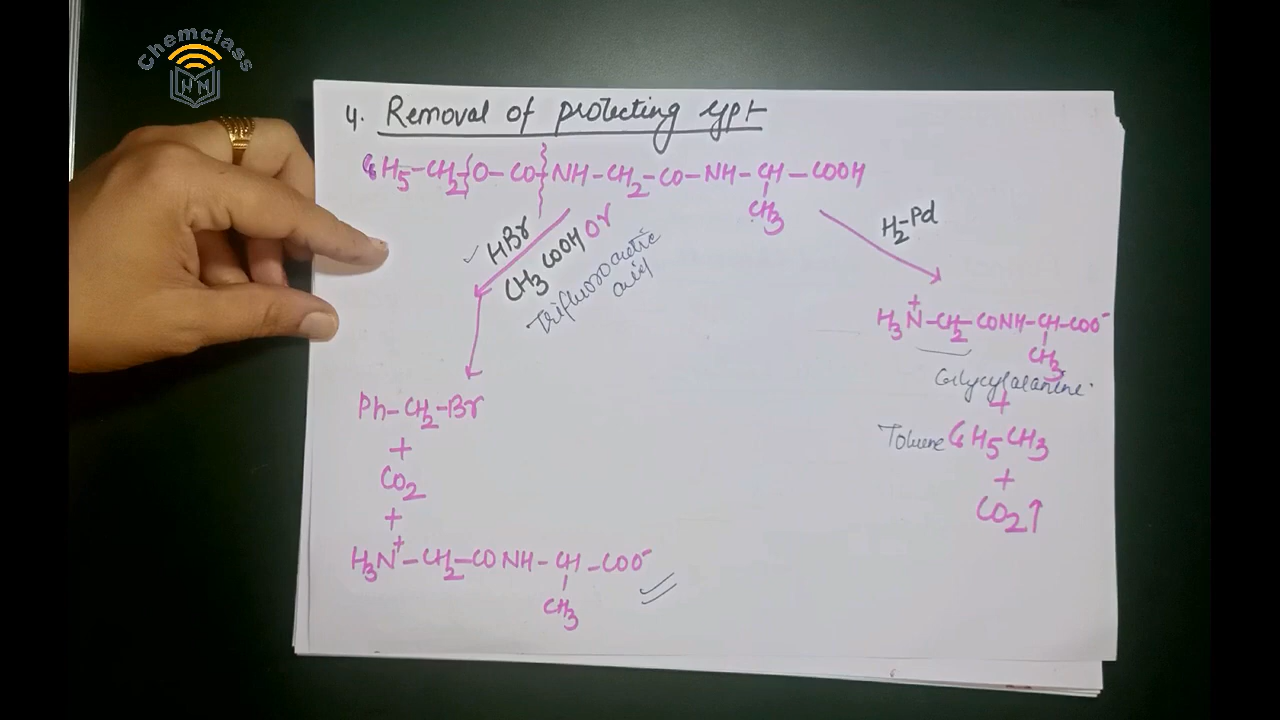 Chemclass
NM
4. Removal of protecting gpt
C6H5-CH2-O-CO-NH-CH2-CO-NH-CH-COOH
CH3
HBr
CH3COOH Or
Trifluoroacetic
acid
H2-Pd
H3N+-CH2-CONH-CH-COO-
CH3
Glycylalanine
+
Toluene C6H5CH3
+
CO2↑
Ph-CH2-Br
+
CO2
+
H3N+-CH2-CONH-CH-COO-
CH3